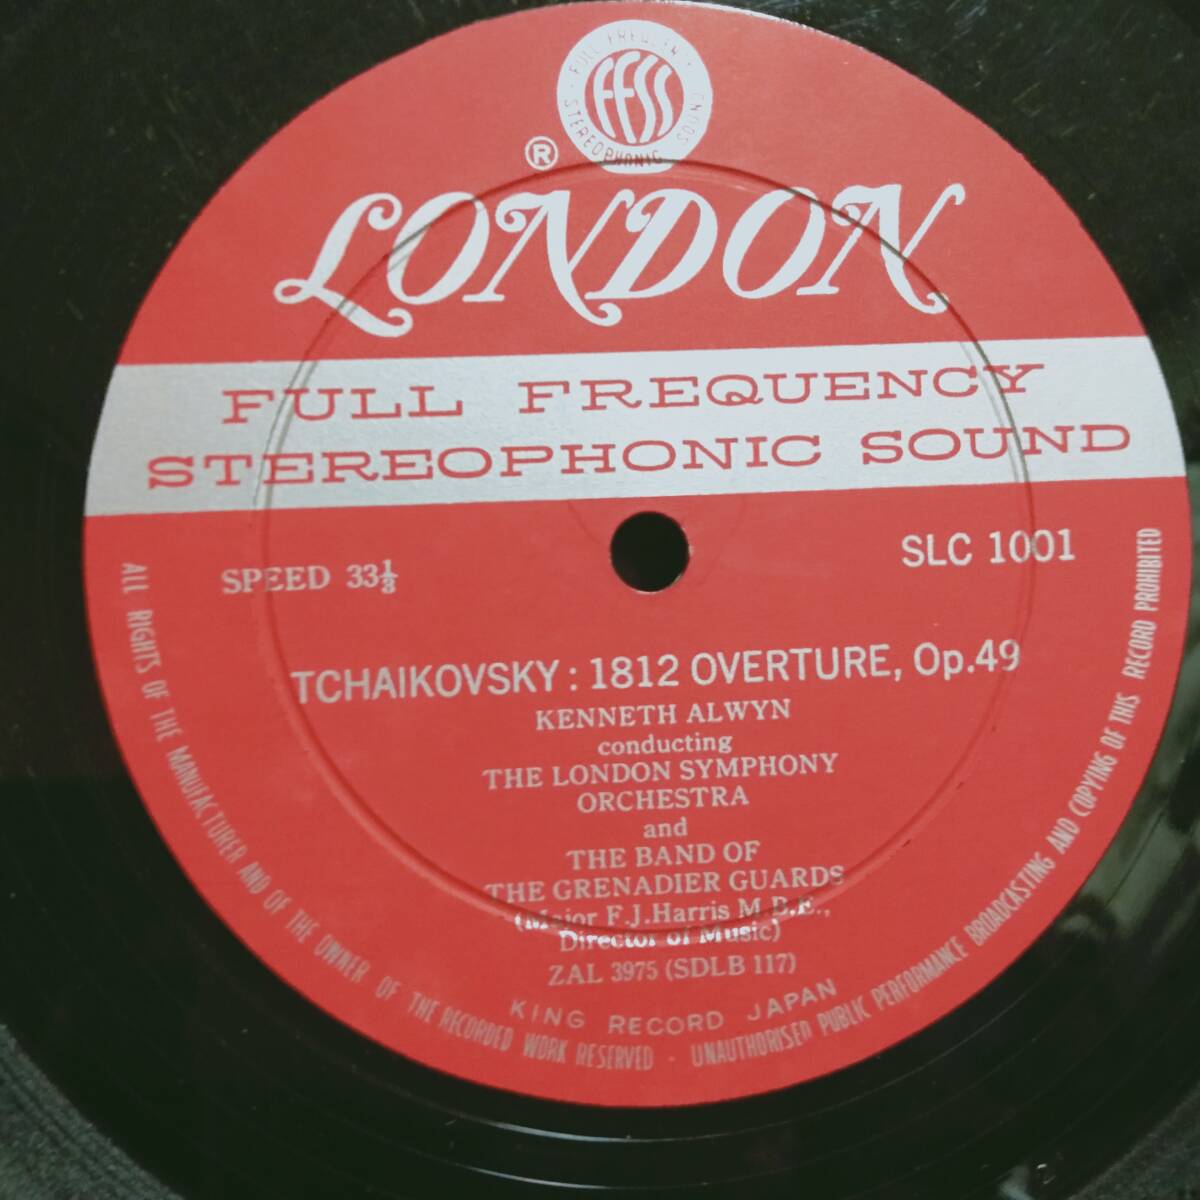 FULL FREQUENCY
STEREOPHONIC SOUND
FFSS
®
LONDON
FULL FREQUENCY
STEREOPHONIC SOUND
SPEED 33⅓
SLC 1001
TCHAIKOVSKY : 1812 OVERTURE, Op.49
KENNETH ALWYN
conducting
THE LONDON SYMPHONY
ORCHESTRA
and
THE BAND OF
THE GRENADIER GUARDS
(Major F.J.Harris M.B.E.,
Director of Music)
ZAL 3975 (SDLB 117)
KING RECORD JAPAN
ALL RIGHTS OF THE MANUFACTURER AND OF THE OWNER OF THE RECORDED WORK RESERVED · UNAUTHORISED PUBLIC PERFORMANCE BROADCASTING AND COPYING OF THIS RECORD PROHIBITED